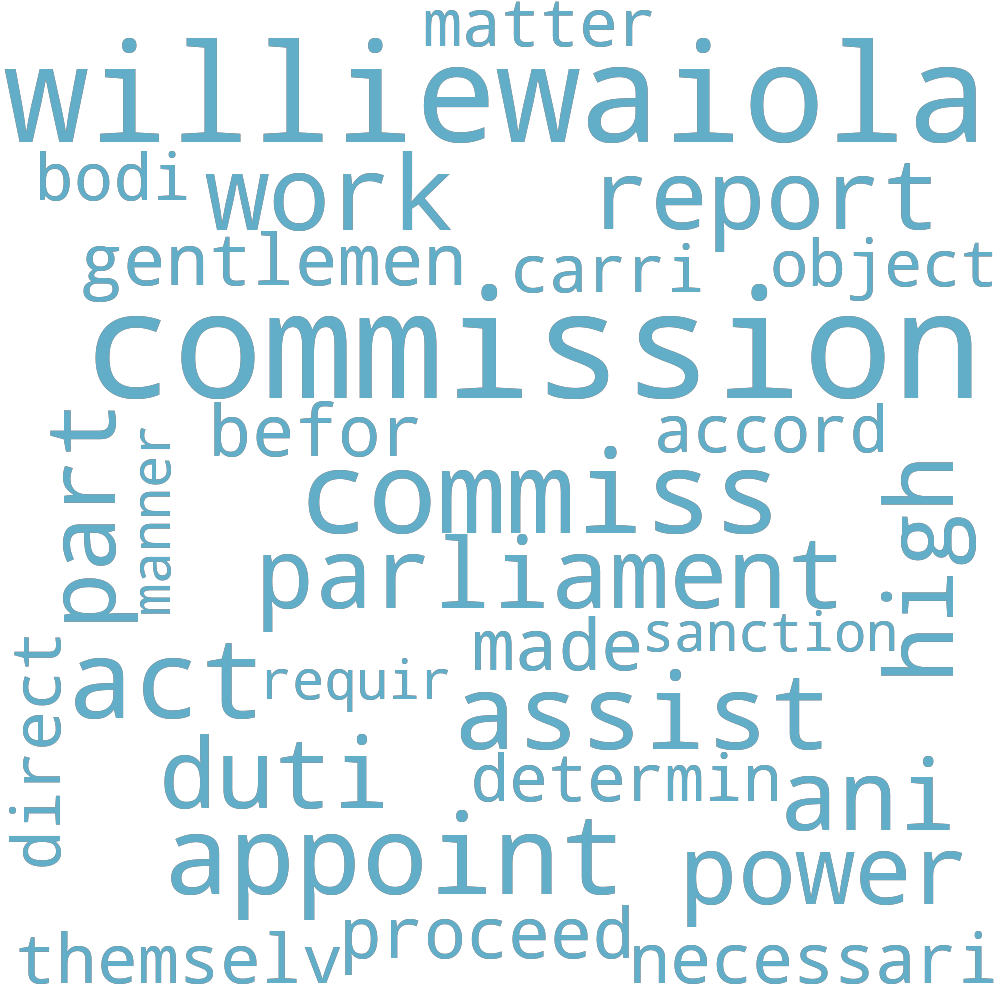 matter
williewaiola
bodi work report
gentlemen carri object
commission
befor accord
part manner commiss high
parliament
made sanction
direct act requir assist
duti determin ani
appoint power
themselv proceed necessari